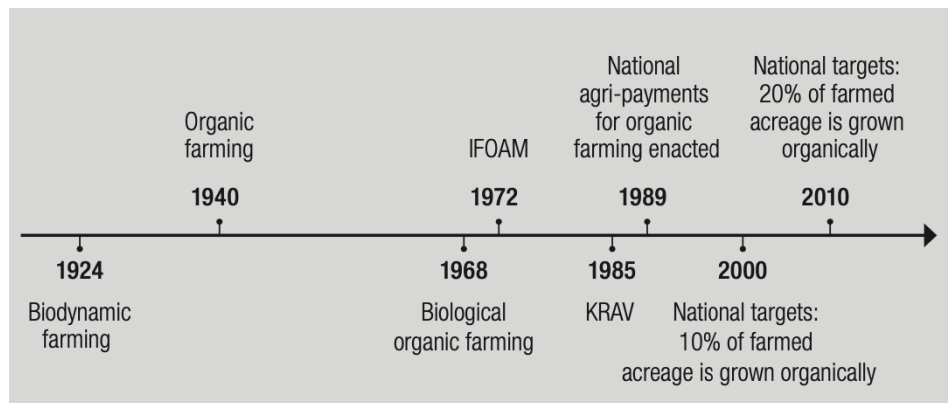 Organic
farming
1940
IFOAM
1972
National
agri-payments
for organic
farming enacted
1989
National targets:
20% of farmed
acreage is grown
organically
2010
1924
Biodynamic
farming
1968
Biological
organic farming
1985
KRAV
2000
National targets:
10% of farmed
acreage is grown organically